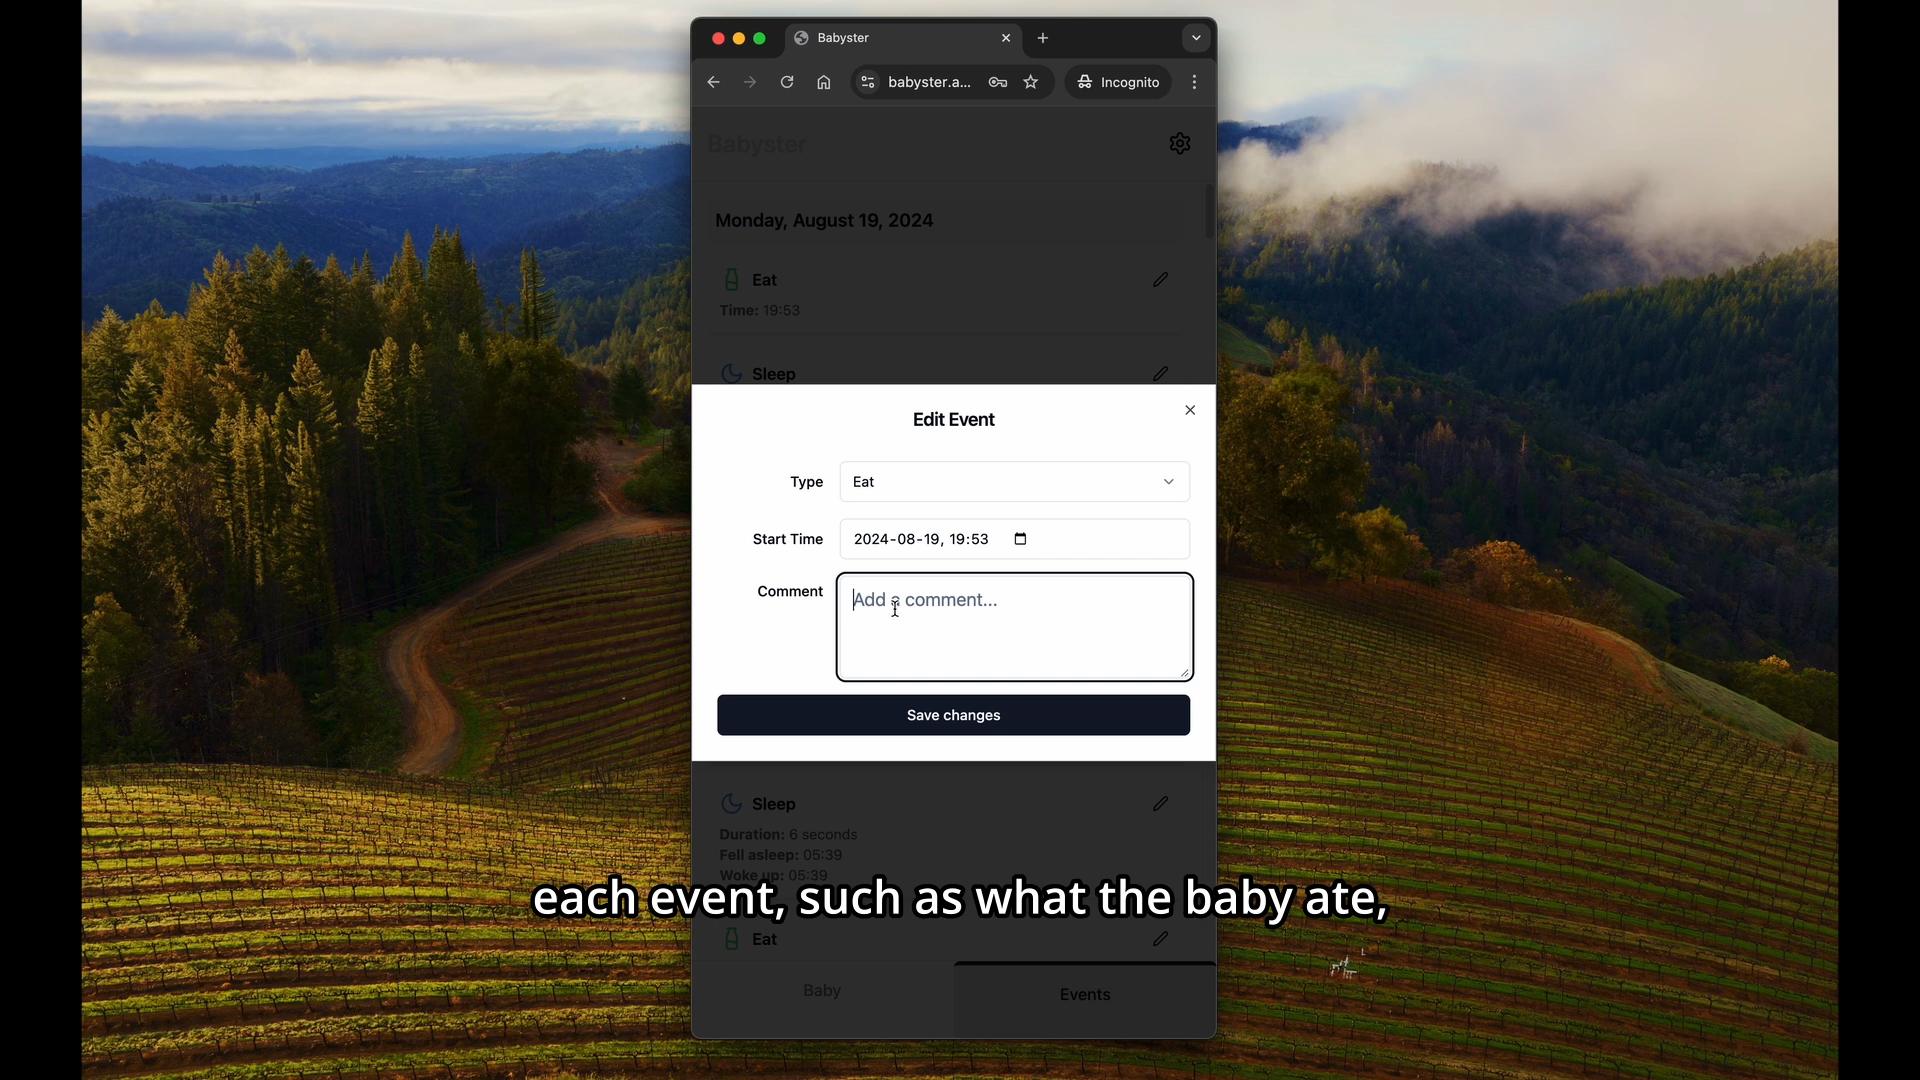 Babyster
babyster.a...
Incognito
Babyster
Monday, August 19, 2024
Eat
Time: 19:53
Sleep
Edit Event
Type
Eat
Start Time
2024-08-19, 19:53
Comment
Add a comment...
Save changes
Sleep
Duration: 6 seconds
Fell asleep: 05:39
Woke up: 05:39
each event, such as what the baby ate,
Eat
Baby
Events